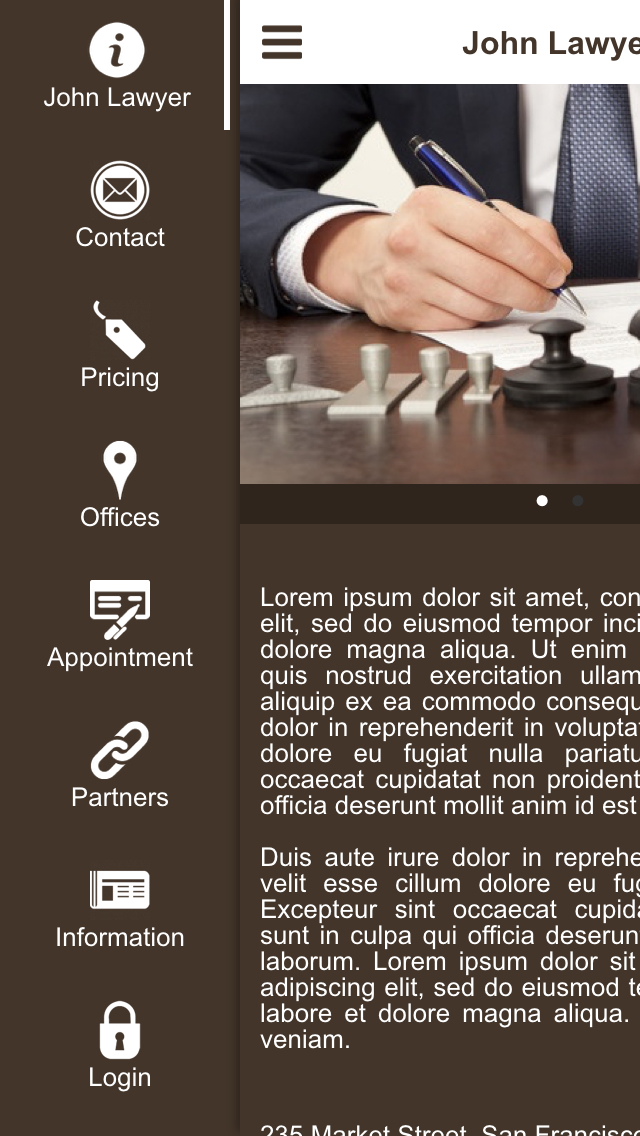 John Lawyer
Contact
Pricing
Offices
Appointment
Partners
Information
Login
John Lawye
Lorem ipsum dolor sit amet, con
elit, sed do eiusmod tempor inci
dolore magna aliqua. Ut enim
quis nostrud exercitation ullam
aliquip ex ea commodo consequ
dolor in reprehenderit in volupta
dolore eu fugiat nulla pariatu
occaecat cupidatat non proident
officia deserunt mollit anim id est
Duis aute irure dolor in reprehe
velit esse cillum dolore eu fug
Excepteur sint occaecat cupida
sunt in culpa qui officia deserun
laborum. Lorem ipsum dolor sit
adipiscing elit, sed do eiusmod te
labore et dolore magna aliqua.
veniam.
235 Market Street, San Francisco